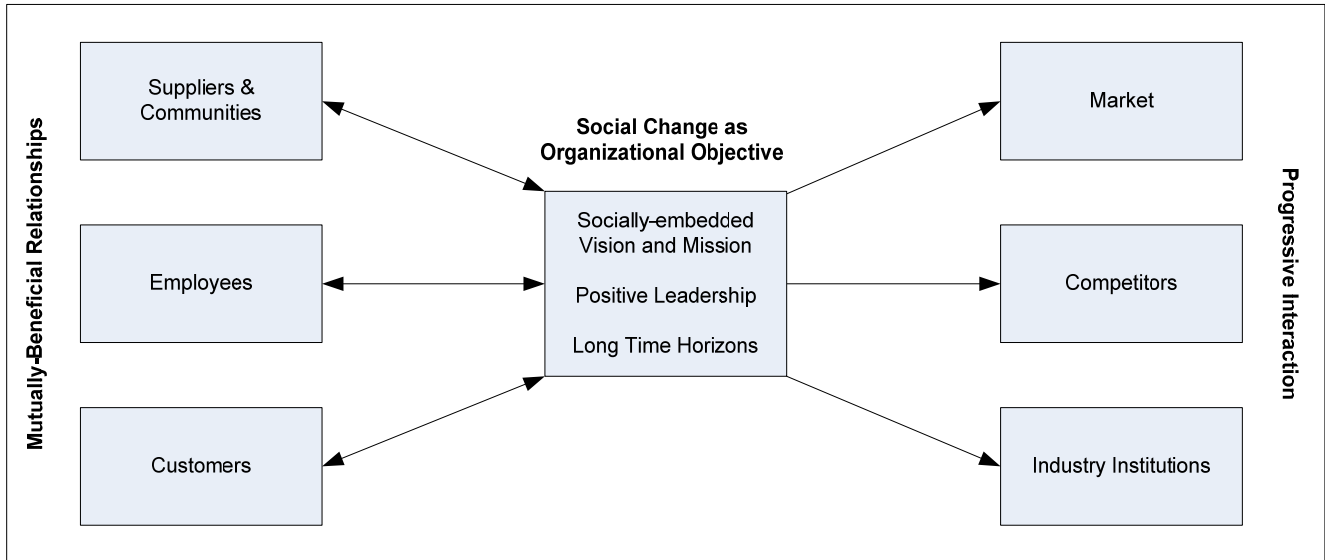 Mutually-Beneficial Relationships
Suppliers &
Communities
Employees
Customers
Social Change as
Organizational Objective
Socially-embedded
Vision and Mission
Positive Leadership
Long Time Horizons
Market
Competitors
Industry Institutions
Progressive Interaction